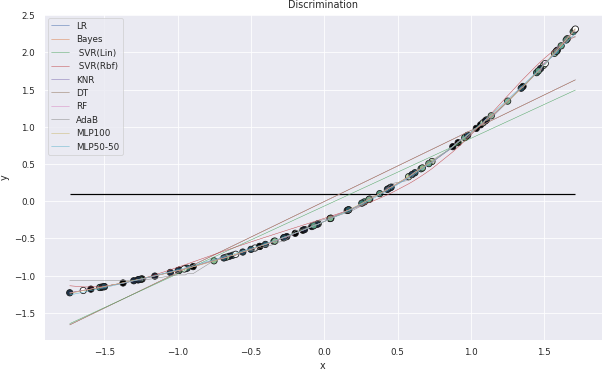 Discrimination
LR
Bayes
SVR(Lin)
SVR(Rbf)
KNR
DT
RF
AdaB
MLP100
MLP50-50
2.5
2.0
1.5
1.0
0.5
0.0
−0.5
−1.0
−1.5
y
−1.5
−1.0
−0.5
0.0
0.5
1.0
1.5
x